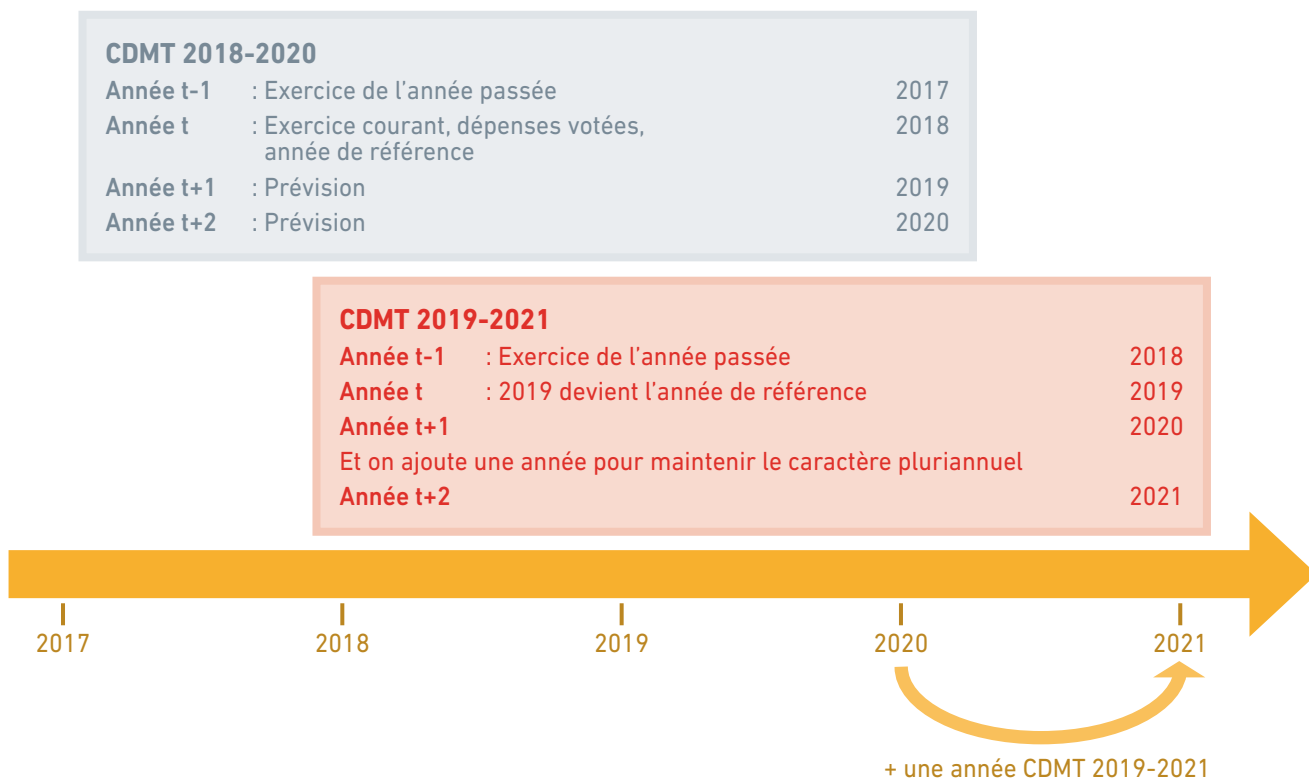 CDMT 2018-2020
Année t-1 : Exercice de l’année passée 2017
Année t : Exercice courant, dépenses votées, 2018
année de référence
Année t+1 : Prévision 2019
Année t+2 : Prévision 2020
CDMT 2019-2021
Année t-1 : Exercice de l’année passée 2018
Année t : 2019 devient l’année de référence 2019
Année t+1 2020
Et on ajoute une année pour maintenir le caractère pluriannuel
Année t+2 2021
2017 2018 2019 2020 2021
+ une année CDMT 2019-2021